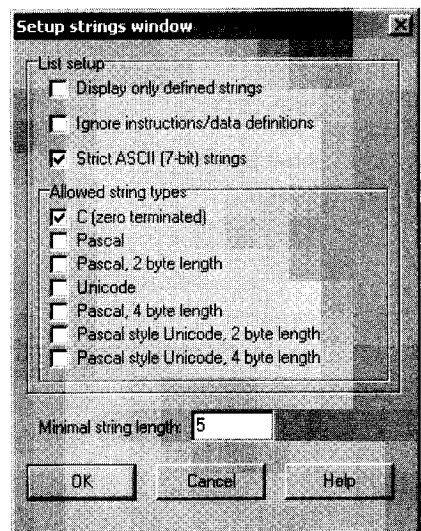 Setup strings window
List setup
Display only defined strings
Ignore instructions/data definitions
Strict ASCII (7-bit) strings
Allowed string types
C (zero terminated)
Pascal
Pascal, 2 byte length
Unicode
Pascal, 4 byte length
Pascal style Unicode, 2 byte length
Pascal style Unicode, 4 byte length
Minimal string length: 5
OK Cancel Help